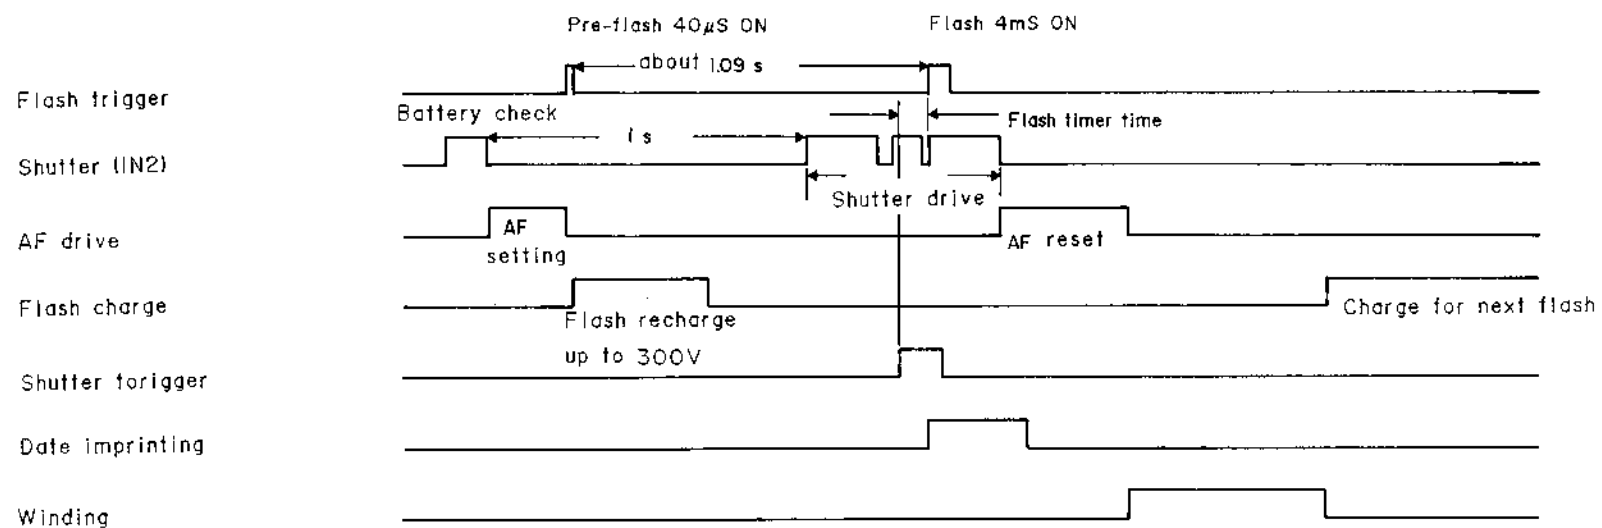 Pre-flash 40μS ON
Flash 4mS ON
about 1.09 s
Flash trigger
Battery check
Flash timer time
1 s
Shutter (IN2)
Shutter drive
AF drive
AF
setting
AF reset
Flash charge
Flash recharge
up to 300V
Charge for next flash
Shutter torigger
Date imprinting
Winding